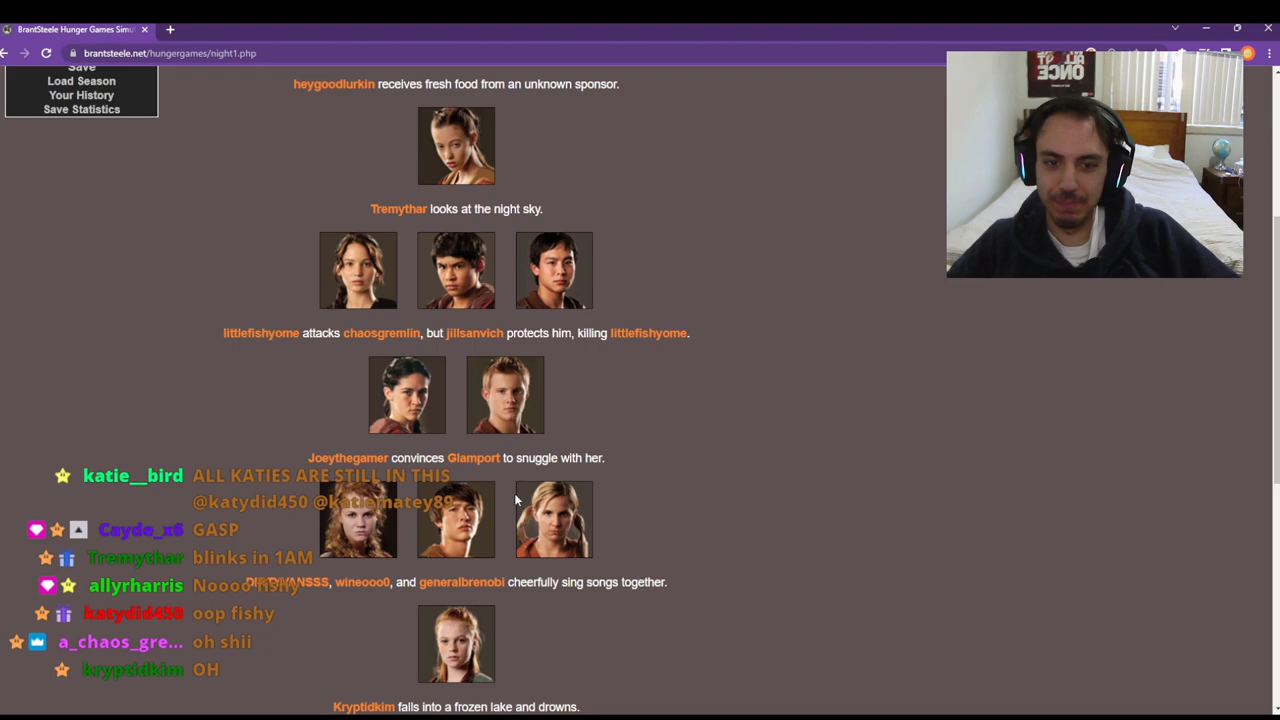 BrantSteele Hunger Games Simu
brantsteele.net/hungergames/night1.php
Save
Load Season
Your History
Save Statistics
heygoodlurkin receives fresh food from an unknown sponsor.
Tremythar looks at the night sky.
littlefishyome attacks chaosgremlin, but jillsanvich protects him, killing littlefishyome.
Joeythegamer convinces Glamport to snuggle with her.
wineooo0, and generalbrenobi cheerfully sing songs together.
Kryptidkim falls into a frozen lake and drowns.
katie__bird ALL KATIES ARE STILL IN THIS
@katydid450 @katiematey89
Cayde_x6 GASP
Tremythar blinks in 1AM
allyrharris Noooo fishy
katydid450 oop fishy
a_chaos_gre... oh shii
kryptidkim OH
ONCE